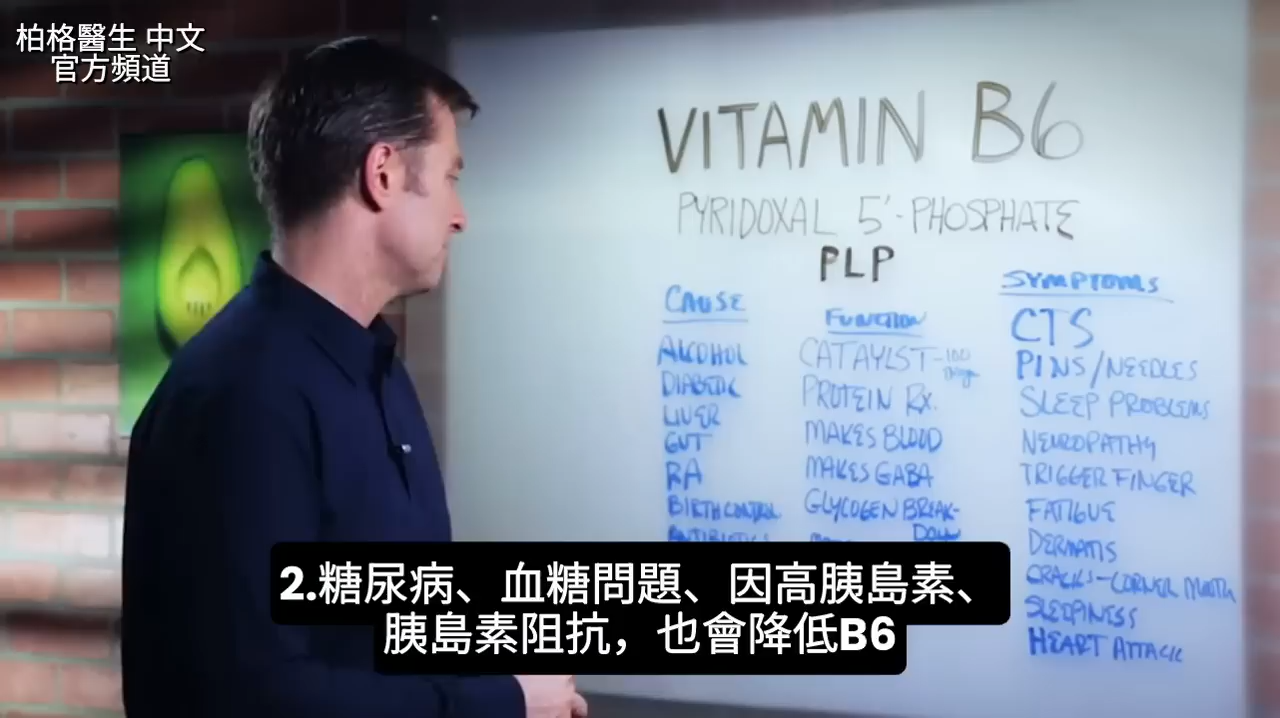 柏格醫生 中文
官方頻道
VITAMIN B6
PYRIDOXAL 5'-PHOSPHATE
PLP
CAUSE
ALCOHOL
DIABETIC
LIVER
GUT
RA
BIRTH CONTROL
ANTIBIOTICS
FUNCTION
CATAYLST-100
PROTEIN RX.
MAKES BLOOD
MAKES GABA
GLYCOGEN BREAK-
DOWN
SYMPTOMS
CTS
PINS/NEEDLES
SLEEP PROBLEMS
NEUROPATHY
TRIGGER FINGER
FATIGUE
DERMATIS
CRACKS-CORNER MOUTH
SLEEPINESS
HEART ATTACK
2.糖尿病、血糖問題、因高胰島素、
胰島素阻抗，也會降低B6